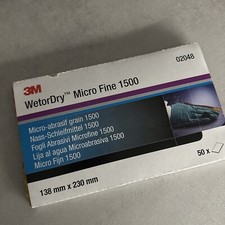 3M
02048
WetorDry™ Micro Fine 1500
Micro-abrasif grain 1500
Nass-Schleifmittel 1500
Fogli Abrasivi Microfine 1500
Lija al agua Microabrasiva 1500
Micro Fijn 1500
138 mm x 230 mm
50 x